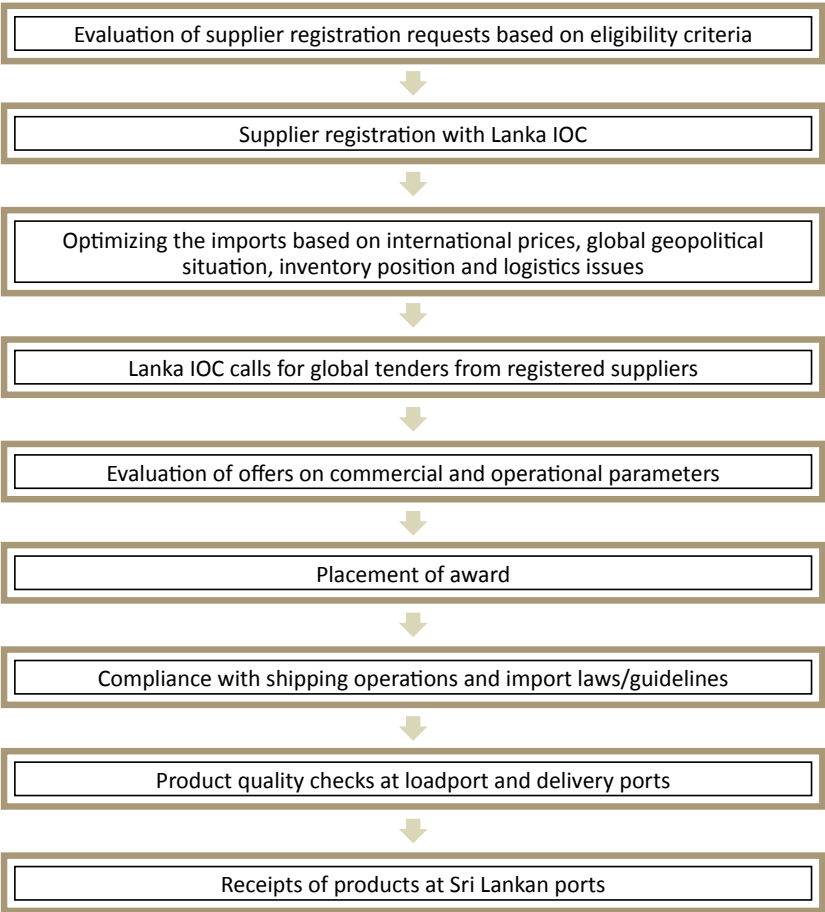 Evaluation of supplier registration requests based on eligibility criteria
Supplier registration with Lanka IOC
Optimizing the imports based on international prices, global geopolitical
situation, inventory position and logistics issues
Lanka IOC calls for global tenders from registered suppliers
Evaluation of offers on commercial and operational parameters
Placement of award
Compliance with shipping operations and import laws/guidelines
Product quality checks at loadport and delivery ports
Receipts of products at Sri Lankan ports